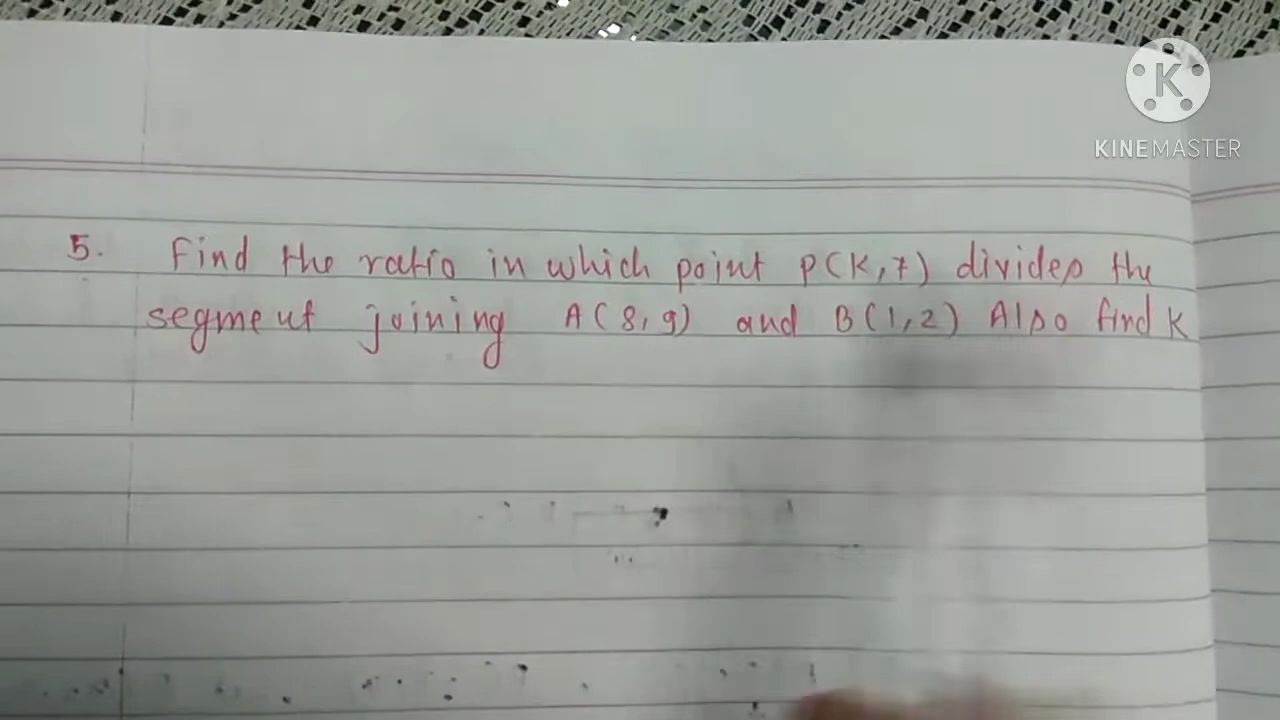 K
KINEMASTER
5. Find the ratio in which point P(K,7) divides the
segment joining A(8,9) and B(1,2) Also find K